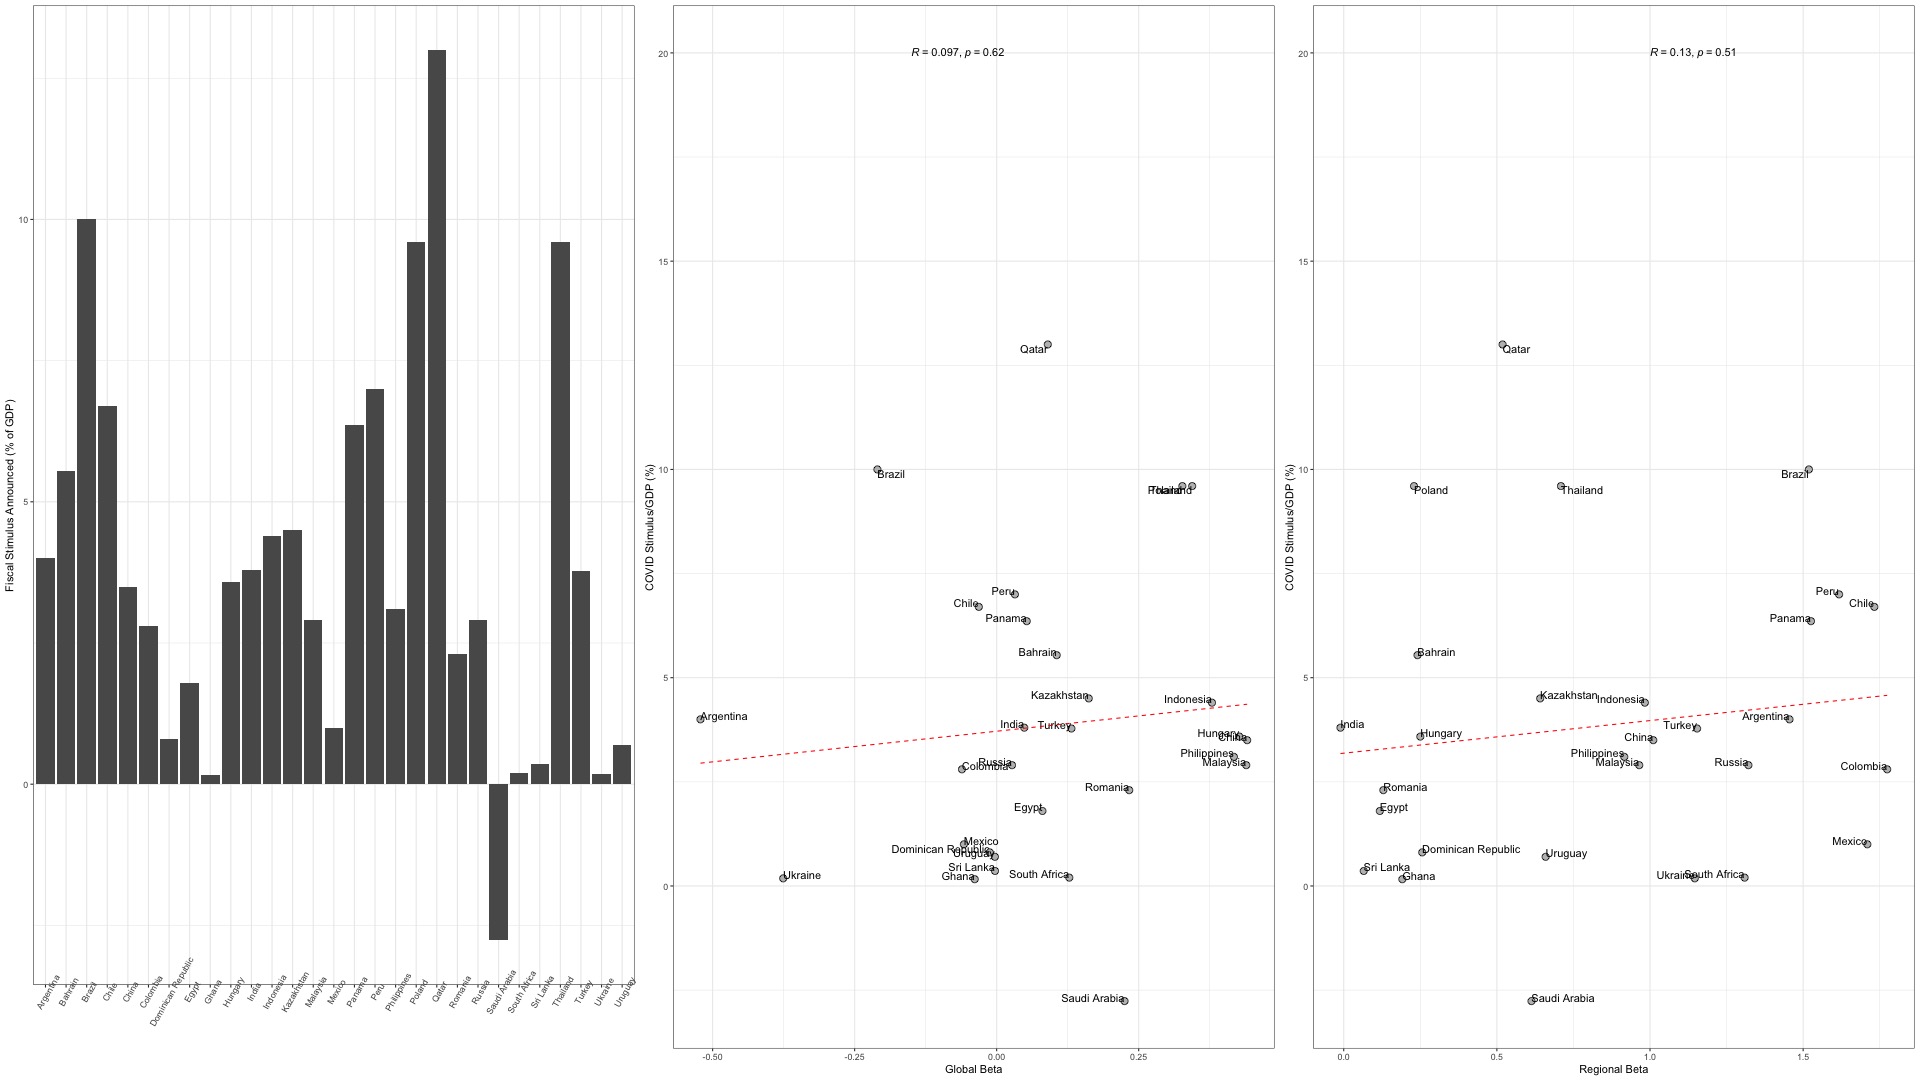 Fiscal Stimulus Announced (% of GDP)
10
5
0
Argentina
Bahrain
Brazil
Chile
China
Colombia
Dominican Republic
Egypt
Ghana
Hungary
India
Indonesia
Kazakhstan
Malaysia
Mexico
Panama
Peru
Philippines
Poland
Qatar
Romania
Russia
Saudi Arabia
South Africa
Sri Lanka
Thailand
Turkey
Ukraine
Uruguay
COVID Stimulus/GDP (%)
20
15
10
5
0
R = 0.097, p = 0.62
Qatar
Brazil
Poland
Thailand
Peru
Chile
Panama
Bahrain
Kazakhstan
Indonesia
Argentina
India
Turkey
Hungary
China
Philippines
Russia
Malaysia
Colombia
Romania
Egypt
Mexico
Dominican Republic
Uruguay
Sri Lanka
Ghana
South Africa
Ukraine
Saudi Arabia
-0.50
-0.25
0.00
0.25
Global Beta
COVID Stimulus/GDP (%)
20
15
10
5
0
R = 0.13, p = 0.51
Qatar
Brazil
Poland
Thailand
Peru
Chile
Panama
Bahrain
Kazakhstan
Indonesia
Argentina
India
Turkey
Hungary
China
Philippines
Malaysia
Russia
Colombia
Romania
Egypt
Mexico
Dominican Republic
Uruguay
Sri Lanka
Ghana
Ukraine
South Africa
Saudi Arabia
0.0
0.5
1.0
1.5
Regional Beta